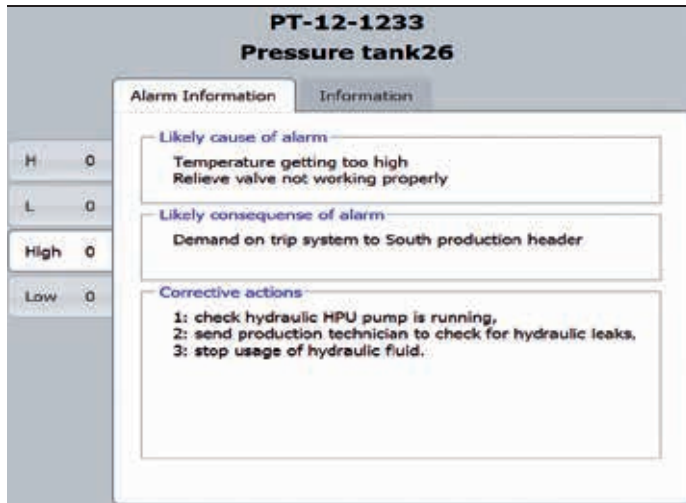 PT-12-1233
Pressure tank26
Alarm Information
Information
H 0
L 0
High 0
Low 0
Likely cause of alarm
Temperature getting too high
Relieve valve not working properly
Likely consequense of alarm
Demand on trip system to South production header
Corrective actions
1: check hydraulic HPU pump is running,
2: send production technician to check for hydraulic leaks,
3: stop usage of hydraulic fluid.